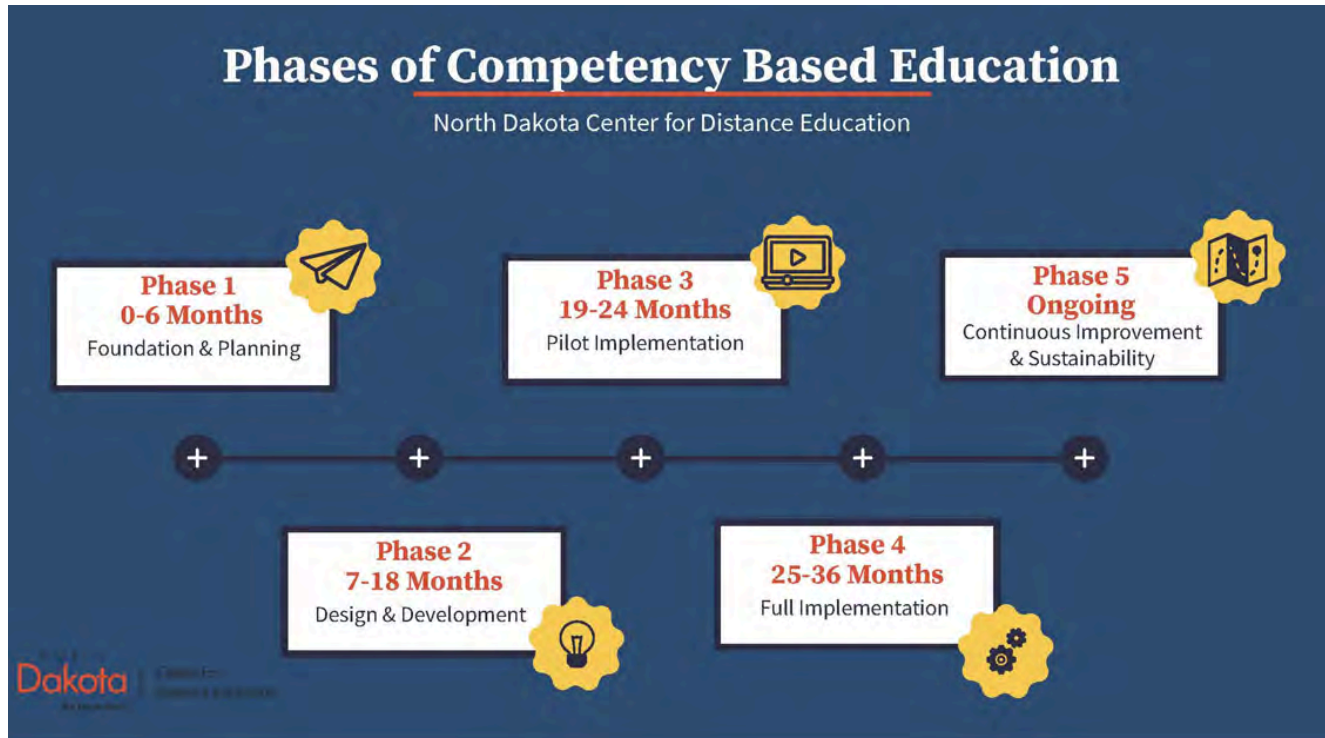 Phases of Competency Based Education
North Dakota Center for Distance Education
Phase 1
0-6 Months
Foundation & Planning
Phase 2
7-18 Months
Design & Development
Phase 3
19-24 Months
Pilot Implementation
Phase 4
25-36 Months
Full Implementation
Phase 5
Ongoing
Continuous Improvement
& Sustainability
Dakota